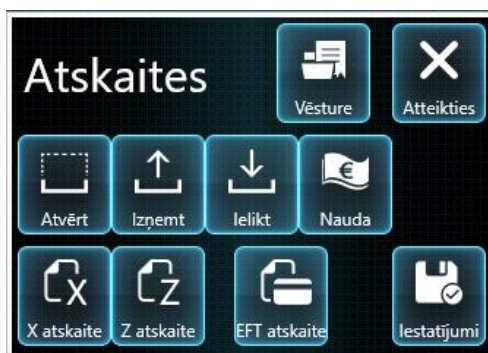 Atskaites
Vēsture
Atteikties
Atvērt
Izņemt
Ielikt
Nauda
X atskaite
Z atskaite
EFT atskaite
Iestatījumi